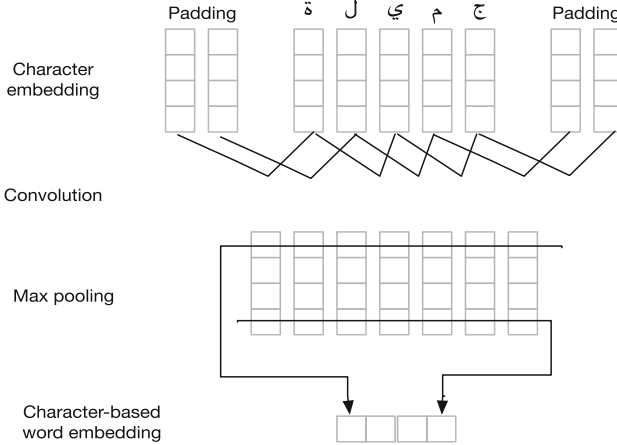 Padding ج م ي ل ة Padding
Character
embedding
Convolution
Max pooling
Character-based
word embedding